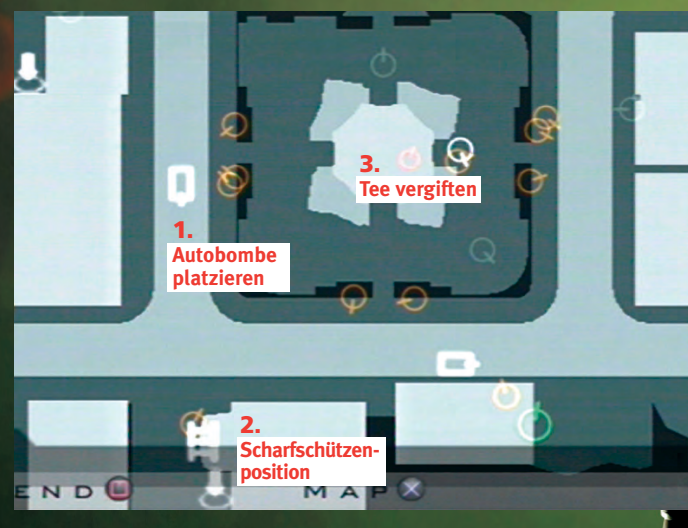 3.
Tee vergiften
1.
Autobombe
platzieren
2.
Scharfschützen-
position
END
MAP